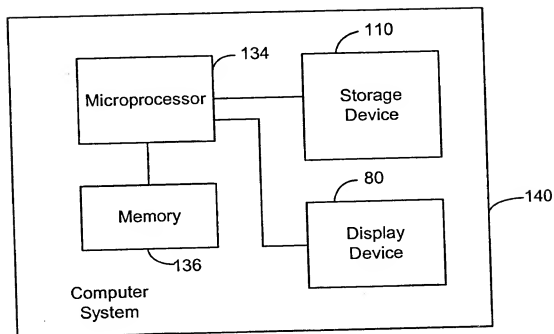 134
110
Microprocessor
Storage
Device
80
Memory
140
Display
Device
136
Computer
System